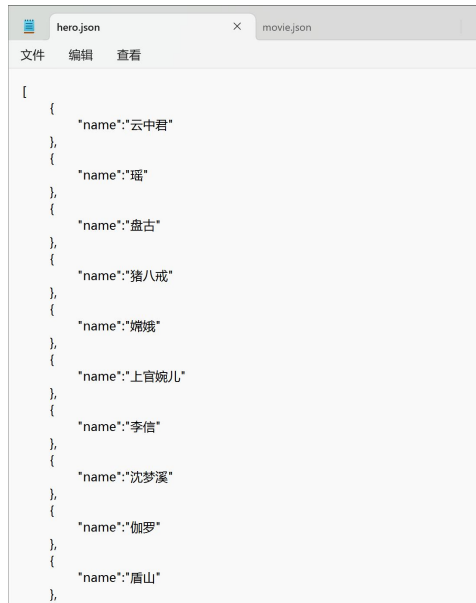 hero.json
movie.json
文件 编辑 查看
[
{
"name":"云中君"
},
{
"name":"瑶"
},
{
"name":"盘古"
},
{
"name":"猪八戒"
},
{
"name":"嫦娥"
},
{
"name":"上官婉儿"
},
{
"name":"李信"
},
{
"name":"沈梦溪"
},
{
"name":"伽罗"
},
{
"name":"盾山"
},